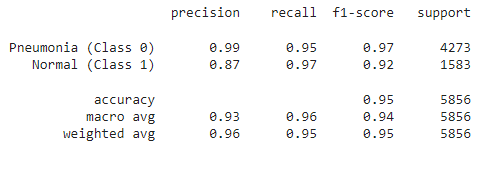 precision recall f1-score support
Pneumonia (Class 0) 0.99 0.95 0.97 4273
Normal (Class 1) 0.87 0.97 0.92 1583
accuracy 0.95 5856
macro avg 0.93 0.96 0.94 5856
weighted avg 0.96 0.95 0.95 5856